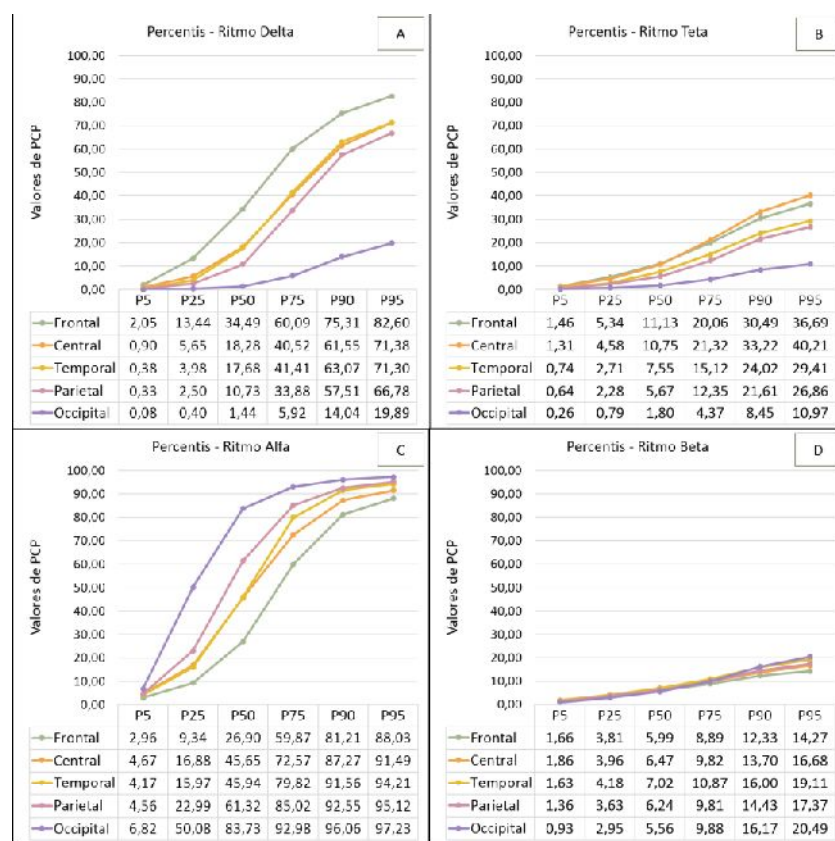 Percentis - Ritmo Delta
A
Valores de PCP
100,00
90,00
80,00
70,00
60,00
50,00
40,00
30,00
20,00
10,00
0,00
P5 P25 P50 P75 P90 P95
Frontal 2,05 13,44 34,49 60,09 75,31 82,60
Central 0,90 5,65 18,28 40,52 61,55 71,38
Temporal 0,38 3,98 17,68 41,41 63,07 71,30
Parietal 0,33 2,50 10,73 33,88 57,51 66,78
Occipital 0,08 0,40 1,44 5,92 14,04 19,89
Percentis - Ritmo Teta
B
Valores de PCP
100,00
90,00
80,00
70,00
60,00
50,00
40,00
30,00
20,00
10,00
0,00
P5 P25 P50 P75 P90 P95
Frontal 1,46 5,34 11,13 20,06 30,49 36,69
Central 1,31 4,58 10,75 21,32 33,22 40,21
Temporal 0,74 2,71 7,55 15,12 24,02 29,41
Parietal 0,64 2,28 5,67 12,35 21,61 26,86
Occipital 0,26 0,79 1,80 4,37 8,45 10,97
Percentis - Ritmo Alfa
C
Valores de PCP
100,00
90,00
80,00
70,00
60,00
50,00
40,00
30,00
20,00
10,00
0,00
P5 P25 P50 P75 P90 P95
Frontal 2,96 9,34 26,90 59,87 81,21 88,03
Central 4,67 16,88 45,65 72,57 87,27 91,49
Temporal 4,17 15,97 45,94 79,82 91,56 94,21
Parietal 4,56 22,99 61,32 85,02 92,55 95,12
Occipital 6,82 50,08 83,73 92,98 96,06 97,23
Percentis - Ritmo Beta
D
Valores de PCP
100,00
90,00
80,00
70,00
60,00
50,00
40,00
30,00
20,00
10,00
0,00
P5 P25 P50 P75 P90 P95
Frontal 1,66 3,81 5,99 8,89 12,33 14,27
Central 1,86 3,96 6,47 9,82 13,70 16,68
Temporal 1,63 4,18 7,02 10,87 16,00 19,11
Parietal 1,36 3,63 6,24 9,81 14,43 17,37
Occipital 0,93 2,95 5,56 9,88 16,17 20,49